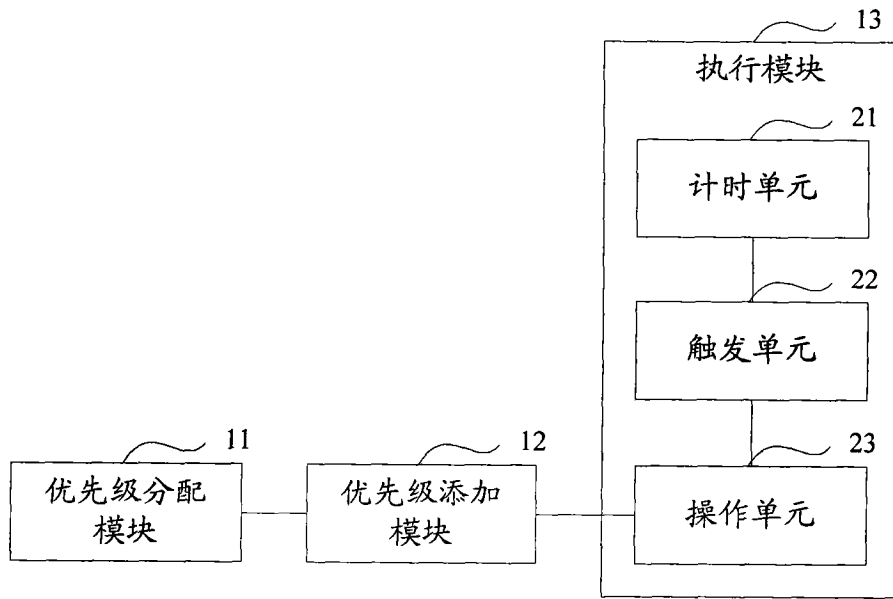 13
执行模块
21
计时单元
22
触发单元
11
优先级分配
模块
12
优先级添加
模块
23
操作单元